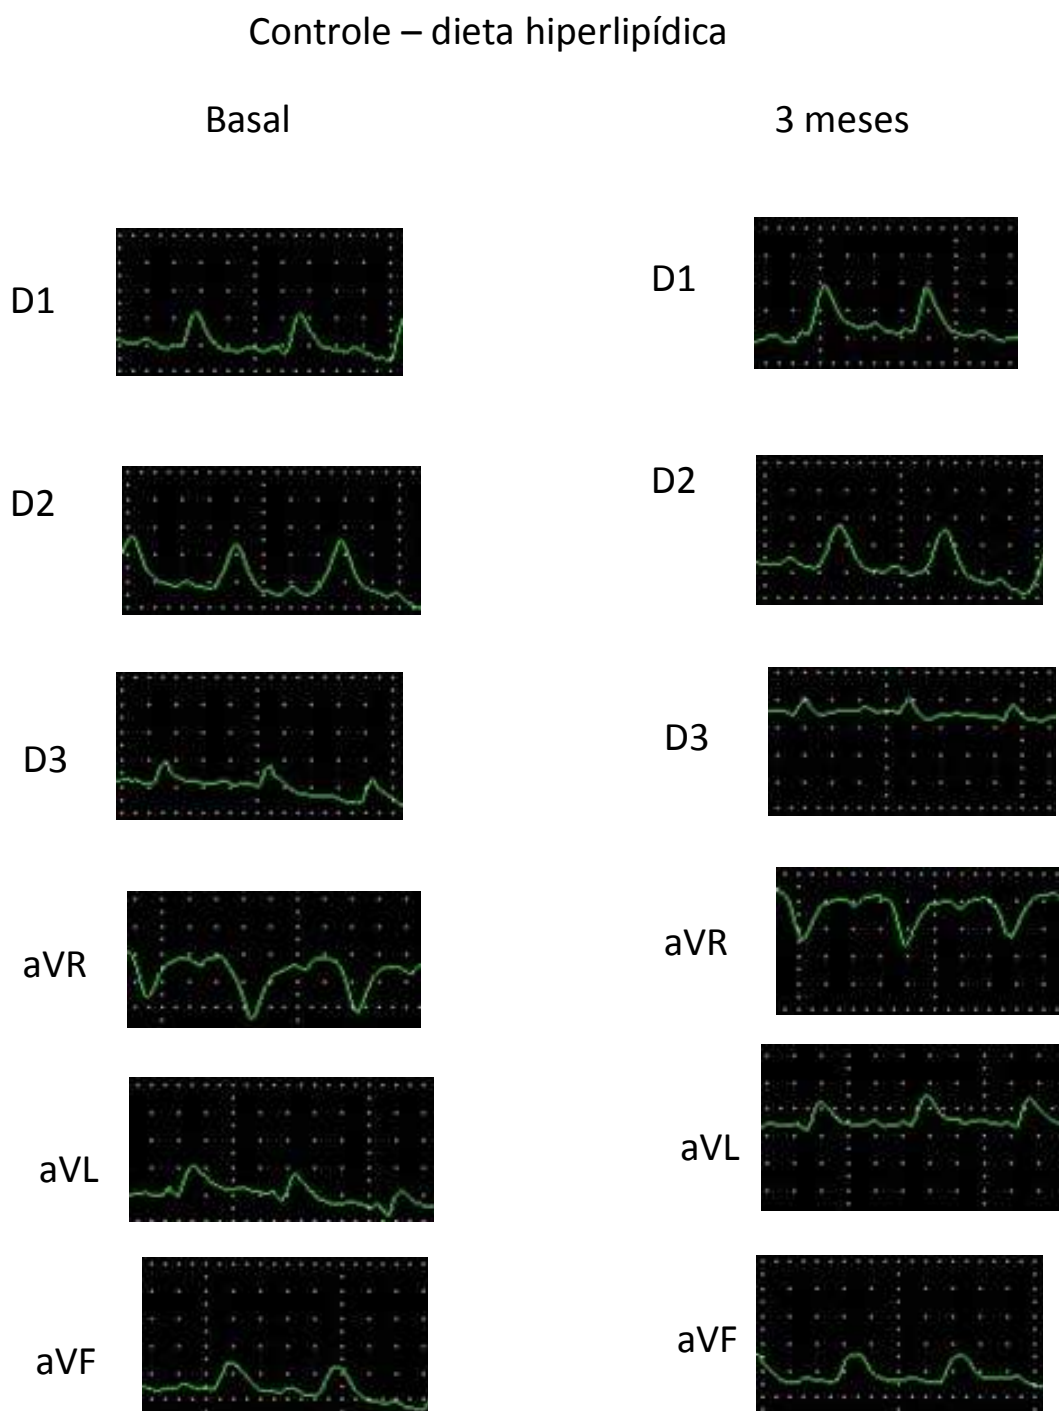 Controle – dieta hiperlipídica
Basal 3 meses
D1 D1
D2 D2
D3 D3
aVR aVR
aVL aVL
aVF aVF